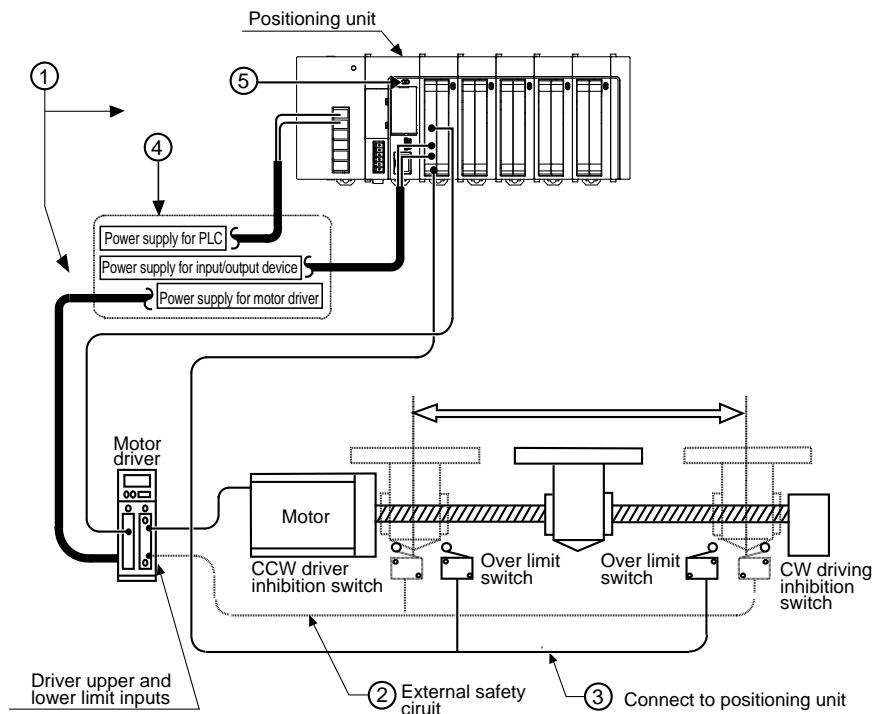 Positioning unit
1
5
4
Power supply for PLC
Power supply for input/output device
Power supply for motor driver
Motor
driver
Motor
CCW driver
inhibition switch
Over limit
switch
Over limit
switch
CW driving
inhibition
switch
Driver upper and
lower limit inputs
2 External safety
ciruit
3 Connect to positioning unit